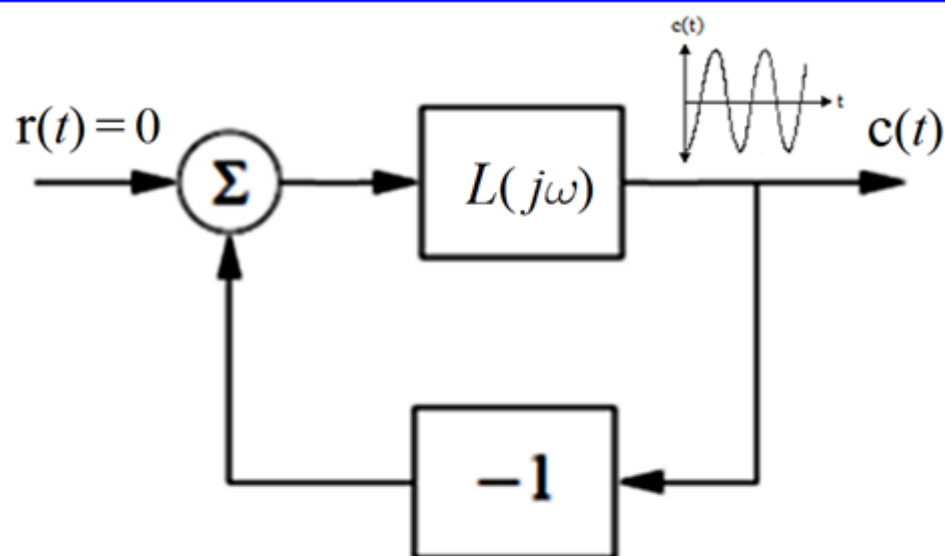 c(t)
t
r(t) = 0
Σ
L(jω)
c(t)
−1